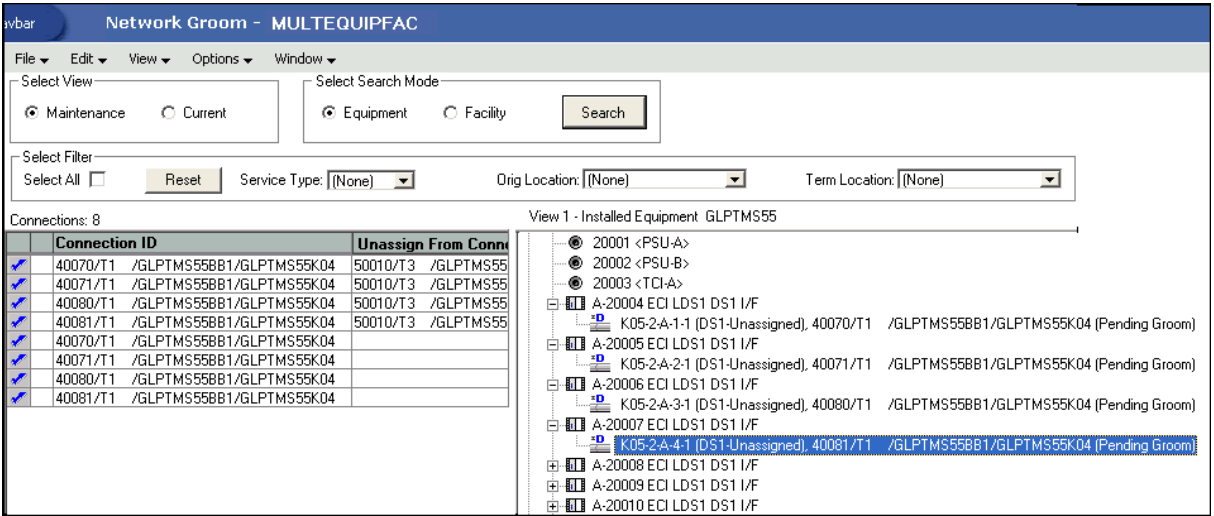 avbar Network Groom - MULTEQUIPFAC
File Edit View Options Window
Select View Select Search Mode
Maintenance Current Equipment Facility Search
Select Filter
Select All Reset Service Type: (None) Orig Location: (None) Term Location: (None)
Connections: 8
Connection ID Unassign From Conne
40070/T1 /GLPTMS55BB1/GLPTMS55K04 50010/T3 /GLPTMS55
40071/T1 /GLPTMS55BB1/GLPTMS55K04 50010/T3 /GLPTMS55
40080/T1 /GLPTMS55BB1/GLPTMS55K04 50010/T3 /GLPTMS55
40081/T1 /GLPTMS55BB1/GLPTMS55K04 50010/T3 /GLPTMS55
40070/T1 /GLPTMS55BB1/GLPTMS55K04
40071/T1 /GLPTMS55BB1/GLPTMS55K04
40080/T1 /GLPTMS55BB1/GLPTMS55K04
40081/T1 /GLPTMS55BB1/GLPTMS55K04
View 1 - Installed Equipment GLPTMS55
20001 <PSU-A>
20002 <PSU-B>
20003 <TCI-A>
A-20004 ECI LDS1 DS1 I/F
K05-2-A-1-1 (DS1-Unassigned), 40070/T1 /GLPTMS55BB1/GLPTMS55K04 (Pending Groom)
A-20005 ECI LDS1 DS1 I/F
K05-2-A-2-1 (DS1-Unassigned), 40071/T1 /GLPTMS55BB1/GLPTMS55K04 (Pending Groom)
A-20006 ECI LDS1 DS1 I/F
K05-2-A-3-1 (DS1-Unassigned), 40080/T1 /GLPTMS55BB1/GLPTMS55K04 (Pending Groom)
A-20007 ECI LDS1 DS1 I/F
K05-2-A-4-1 (DS1-Unassigned), 40081/T1 /GLPTMS55BB1/GLPTMS55K04 (Pending Groom)
A-20008 ECI LDS1 DS1 I/F
A-20009 ECI LDS1 DS1 I/F
A-20010 ECI LDS1 DS1 I/F